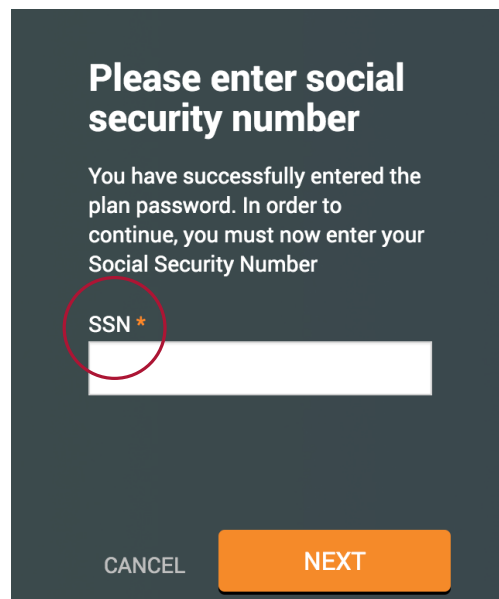 Please enter social
security number
You have successfully entered the
plan password. In order to
continue, you must now enter your
Social Security Number
SSN *
CANCEL
NEXT